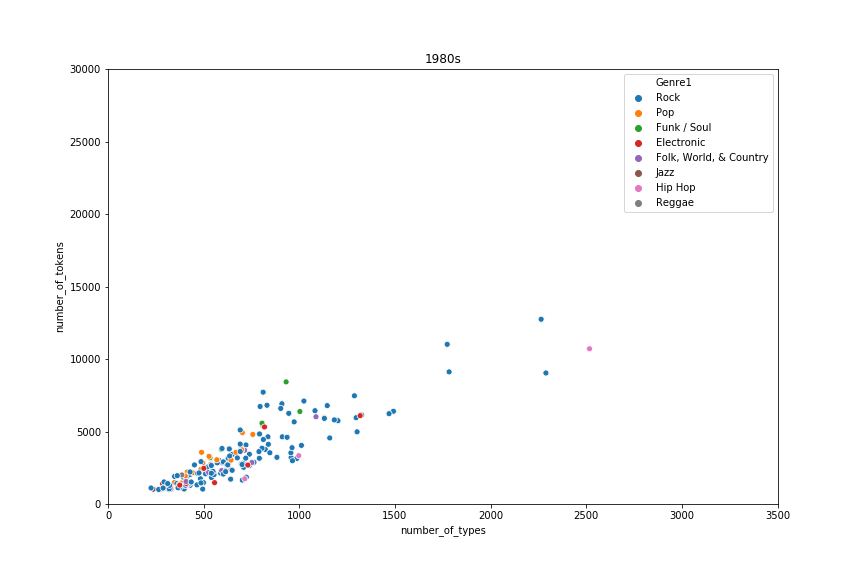 1980s
30000
25000
20000
15000
10000
5000
0
number_of_tokens
0 500 1000 1500 2000 2500 3000 3500
number_of_types
Genre1
Rock
Pop
Funk / Soul
Electronic
Folk, World, & Country
Jazz
Hip Hop
Reggae